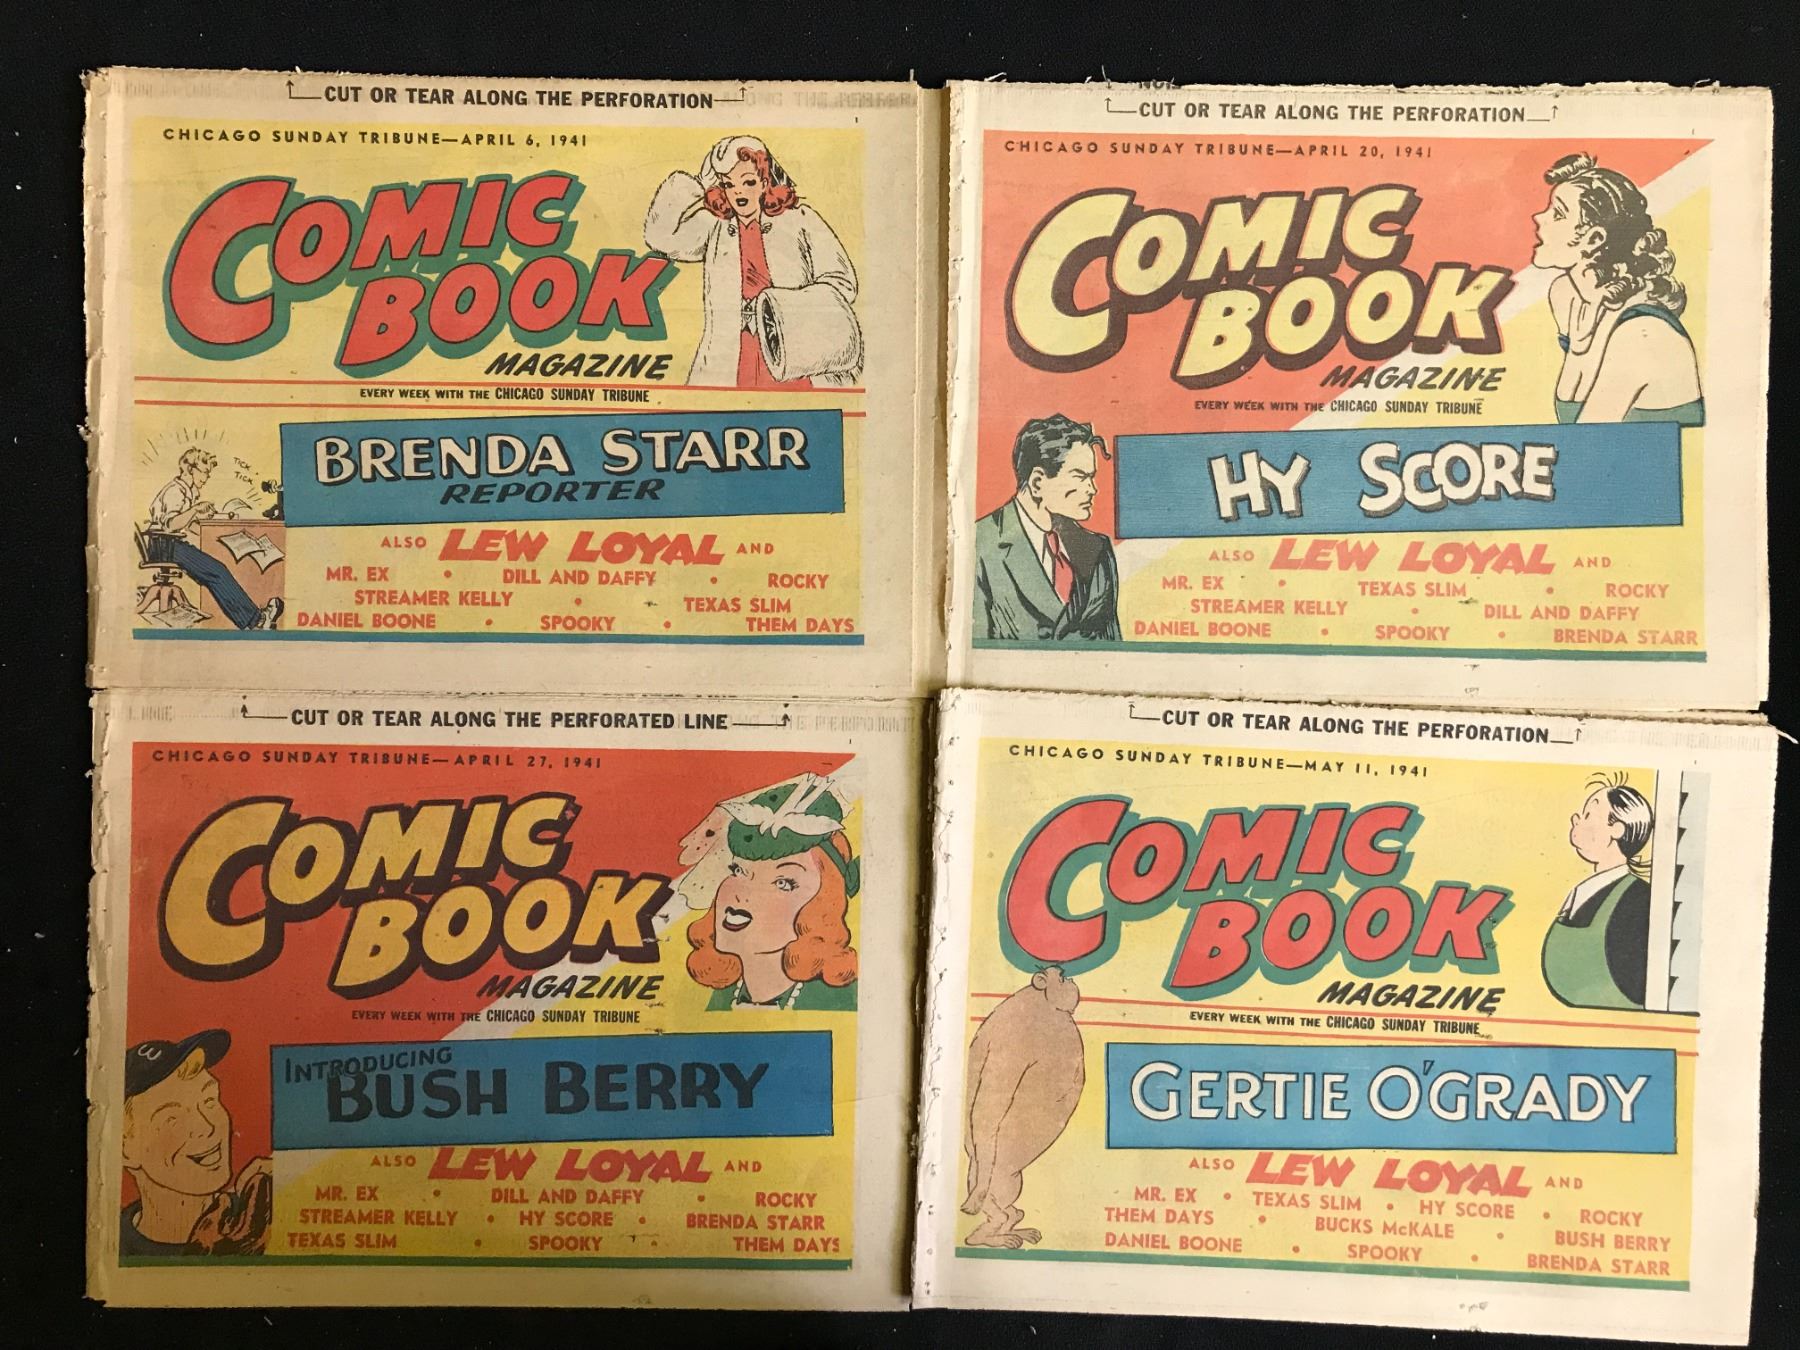 CUT OR TEAR ALONG THE PERFORATION
CHICAGO SUNDAY TRIBUNE—APRIL 6, 1941
COMIC
BOOK
MAGAZINE
EVERY WEEK WITH THE CHICAGO SUNDAY TRIBUNE
BRENDA STARR
REPORTER
TICK
TICK
ALSO LEW LOYAL AND
MR. EX • DILL AND DAFFY • ROCKY
STREAMER KELLY • TEXAS SLIM
DANIEL BOONE • SPOOKY • THEM DAYS
CUT OR TEAR ALONG THE PERFORATION
CHICAGO SUNDAY TRIBUNE—APRIL 20, 1941
COMIC
BOOK
MAGAZINE
EVERY WEEK WITH THE CHICAGO SUNDAY TRIBUNE
HY SCORE
ALSO LEW LOYAL AND
MR. EX • TEXAS SLIM • ROCKY
STREAMER KELLY • DILL AND DAFFY
DANIEL BOONE • SPOOKY • BRENDA STARR
CUT OR TEAR ALONG THE PERFORATED LINE
CHICAGO SUNDAY TRIBUNE—APRIL 27, 1941
COMIC
BOOK
MAGAZINE
EVERY WEEK WITH THE CHICAGO SUNDAY TRIBUNE
INTRODUCING
BUSH BERRY
ALSO LEW LOYAL AND
MR. EX • DILL AND DAFFY • ROCKY
STREAMER KELLY • HY SCORE • BRENDA STARR
TEXAS SLIM • SPOOKY • THEM DAYS
CUT OR TEAR ALONG THE PERFORATION
CHICAGO SUNDAY TRIBUNE—MAY 11, 1941
COMIC
BOOK
MAGAZINE
EVERY WEEK WITH THE CHICAGO SUNDAY TRIBUNE
GERTIE O'GRADY
ALSO LEW LOYAL AND
MR. EX • TEXAS SLIM • HY SCORE • ROCKY
THEM DAYS • BUCKS McKALE • BUSH BERRY
DANIEL BOONE • SPOOKY • BRENDA STARR